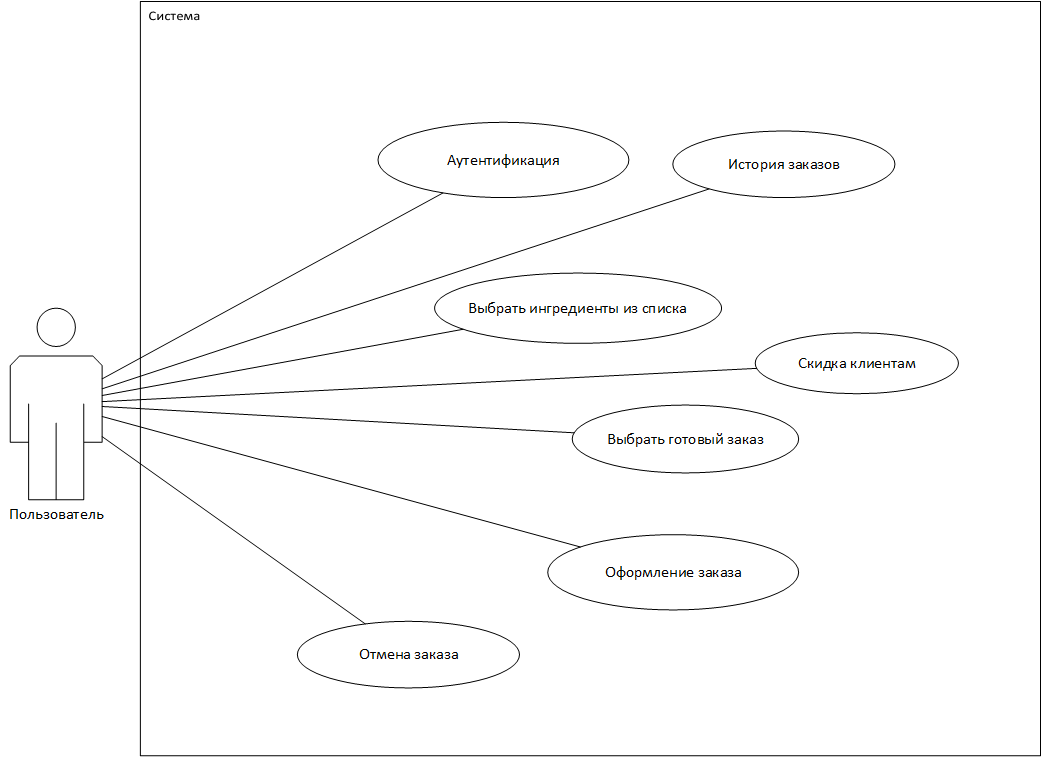 Система
Аутентификация
История заказов
Выбрать ингредиенты из списка
Скидка клиентам
Выбрать готовый заказ
Пользователь
Оформление заказа
Отмена заказа